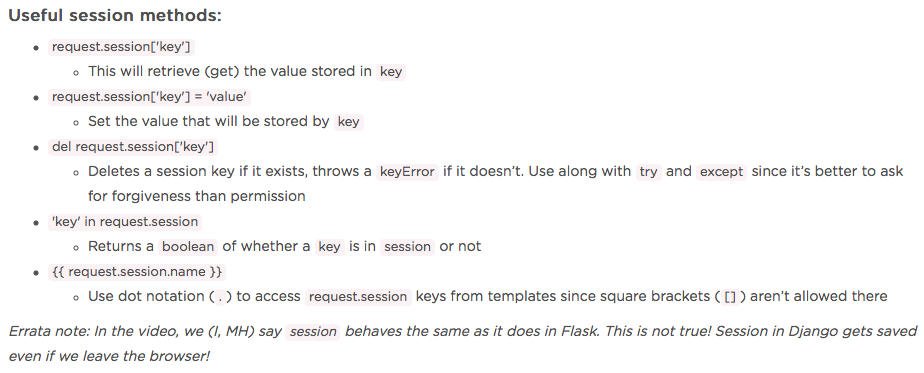 Useful session methods:
request.session['key']
This will retrieve (get) the value stored in key
request.session['key'] = 'value'
Set the value that will be stored by key
del request.session['key']
Deletes a session key if it exists, throws a keyError if it doesn't. Use along with try and except since it's better to ask
for forgiveness than permission
'key' in request.session
Returns a boolean of whether a key is in session or not
{{ request.session.name }}
Use dot notation ( . ) to access request.session keys from templates since square brackets ( [] ) aren't allowed there
Errata note: In the video, we (I, MH) say session behaves the same as it does in Flask. This is not true! Session in Django gets saved
even if we leave the browser!